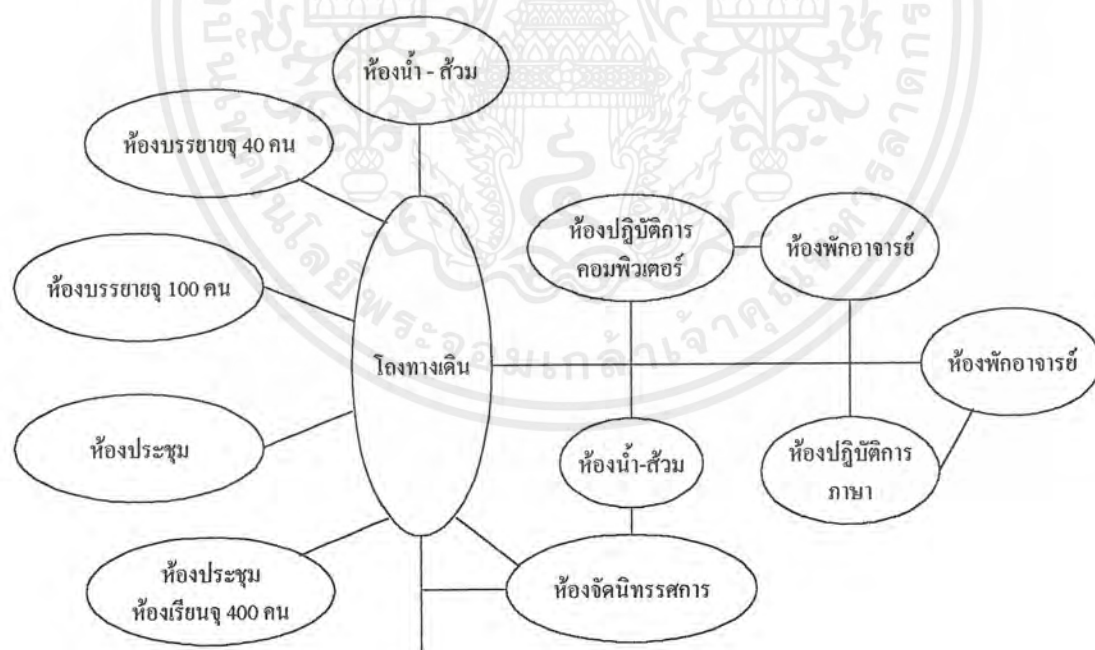 ห้องน้ำ - ส้วม
ห้องบรรยายจุ 40 คน
ห้องปฏิบัติการ
คอมพิวเตอร์
ห้องพักอาจารย์
ห้องบรรยายจุ 100 คน
โถงทางเดิน
ห้องพักอาจารย์
ห้องประชุม
ห้องน้ำ-ส้วม
ห้องปฏิบัติการ
ภาษา
ห้องประชุม
ห้องเรียนจุ 400 คน
ห้องจัดนิทรรศการ